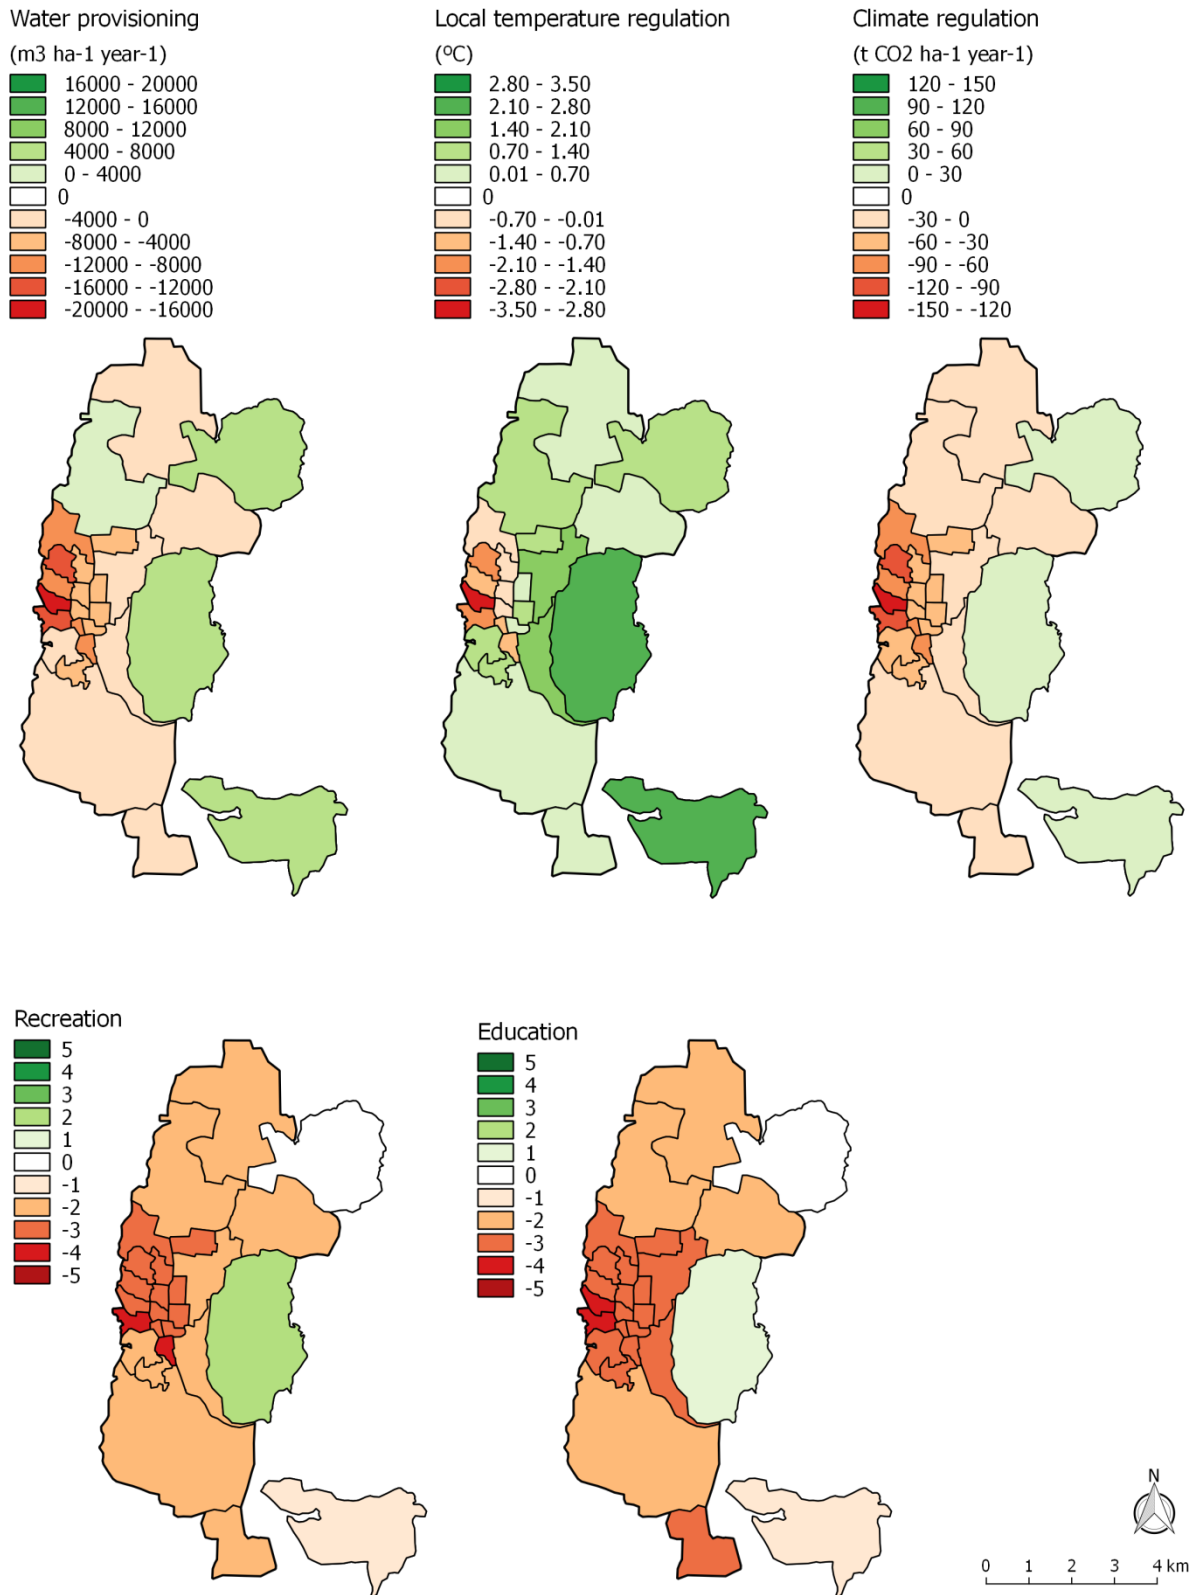 Water provisioning
(m3 ha-1 year-1)
16000 - 20000
12000 - 16000
8000 - 12000
4000 - 8000
0 - 4000
0
-4000 - 0
-8000 - -4000
-12000 - -8000
-16000 - -12000
-20000 - -16000
Local temperature regulation
(ºC)
2.80 - 3.50
2.10 - 2.80
1.40 - 2.10
0.70 - 1.40
0.01 - 0.70
0
-0.70 - -0.01
-1.40 - -0.70
-2.10 - -1.40
-2.80 - -2.10
-3.50 - -2.80
Climate regulation
(t CO2 ha-1 year-1)
120 - 150
90 - 120
60 - 90
30 - 60
0 - 30
0
-30 - 0
-60 - -30
-90 - -60
-120 - -90
-150 - -120
Recreation
5
4
3
2
1
0
-1
-2
-3
-4
-5
Education
5
4
3
2
1
0
-1
-2
-3
-4
-5
N
0 1 2 3 4 km